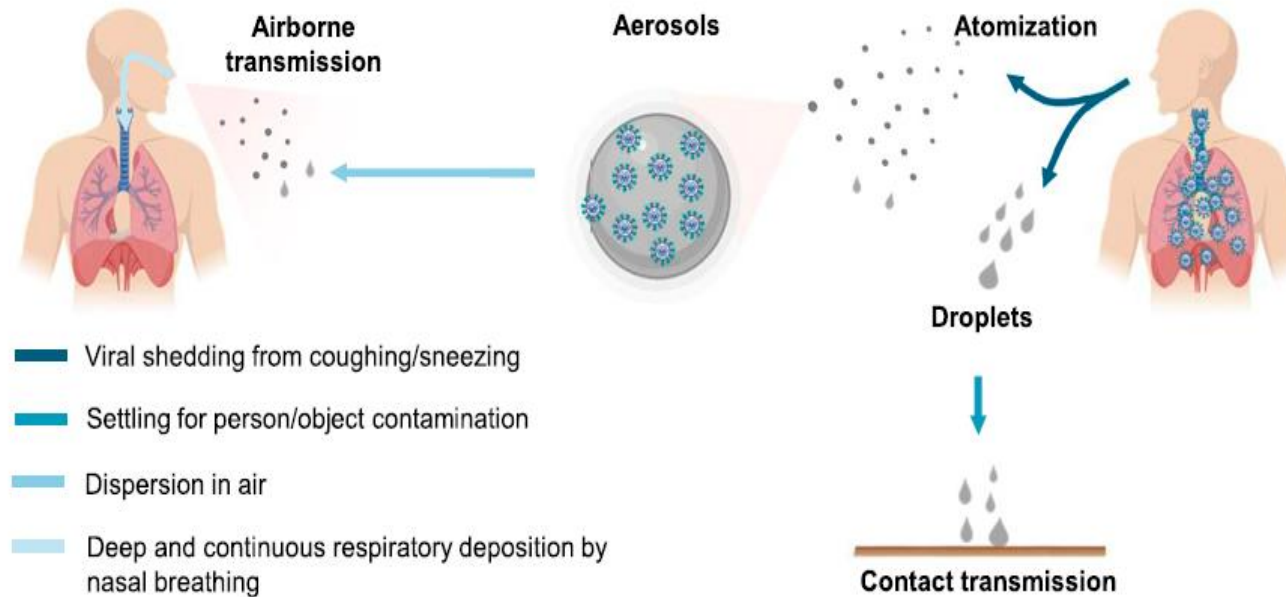 Airborne
transmission
Aerosols
Atomization
Droplets
Viral shedding from coughing/sneezing
Settling for person/object contamination
Dispersion in air
Deep and continuous respiratory deposition by
nasal breathing
Contact transmission